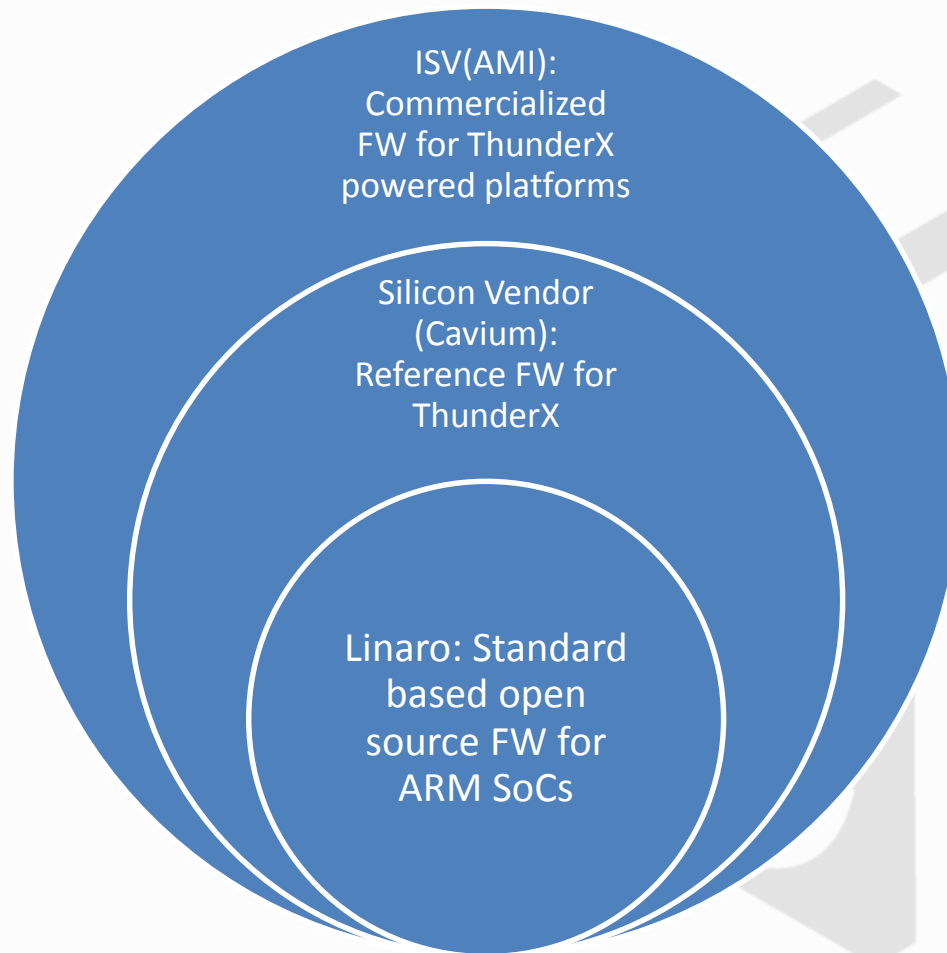 ISV(AMI):
Commercialized
FW for ThunderX
powered platforms
Silicon Vendor
(Cavium):
Reference FW for
ThunderX
Linaro: Standard
based open
source FW for
ARM SoCs